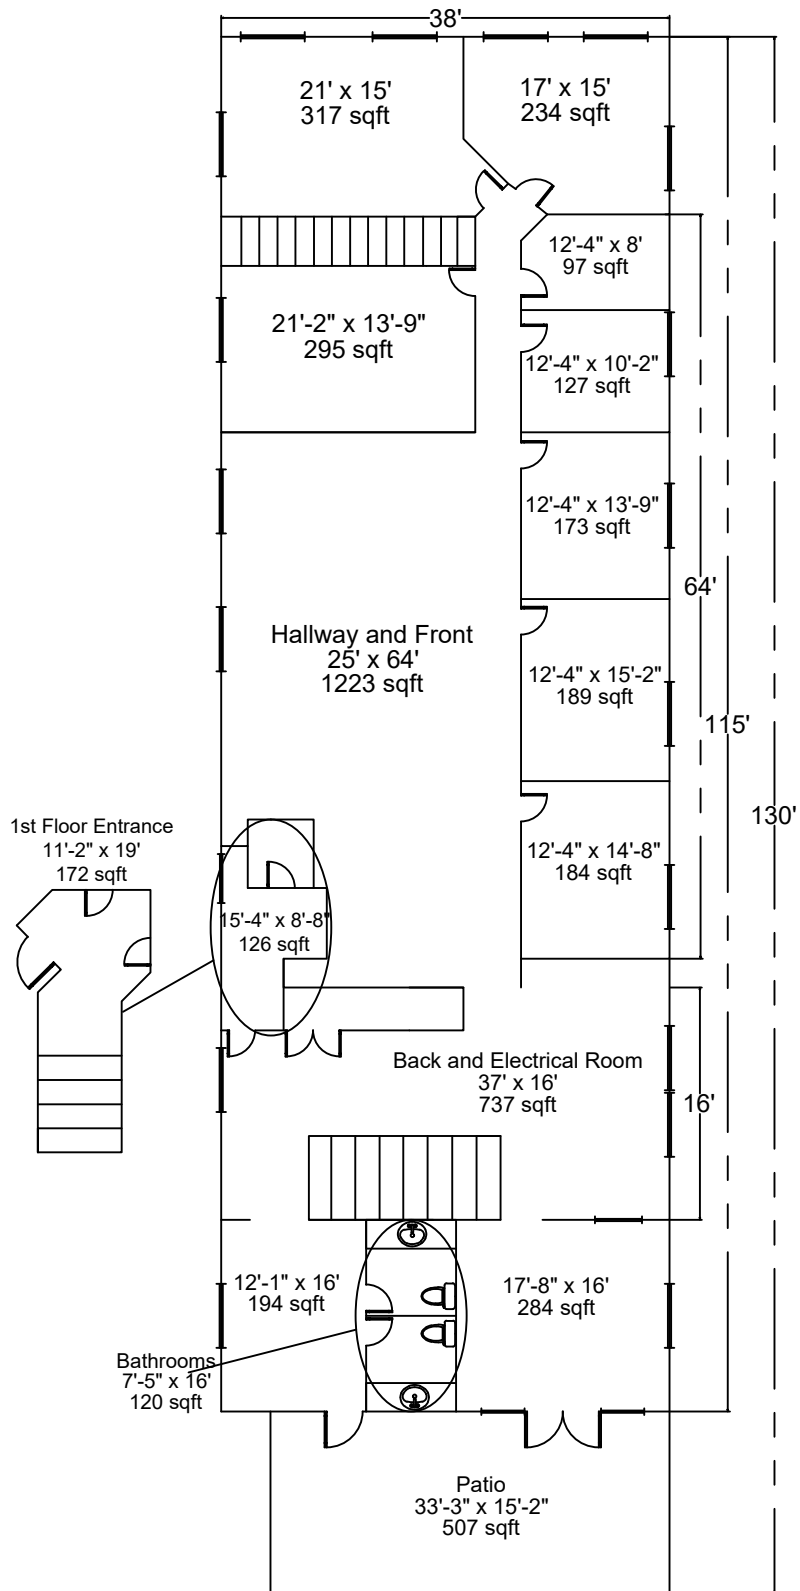 38'
21' x 15'
317 sqft
17' x 15'
234 sqft
12'-4" x 8'
97 sqft
21'-2" x 13'-9"
295 sqft
12'-4" x 10'-2"
127 sqft
12'-4" x 13'-9"
173 sqft
64'
Hallway and Front
25' x 64'
1223 sqft
12'-4" x 15'-2"
189 sqft
115'
130'
1st Floor Entrance
11'-2" x 19'
172 sqft
12'-4" x 14'-8"
184 sqft
15'-4" x 8'-8"
126 sqft
Back and Electrical Room
37' x 16'
737 sqft
16'
12'-1" x 16'
194 sqft
17'-8" x 16'
284 sqft
Bathrooms
7'-5" x 16'
120 sqft
Patio
33'-3" x 15'-2"
507 sqft